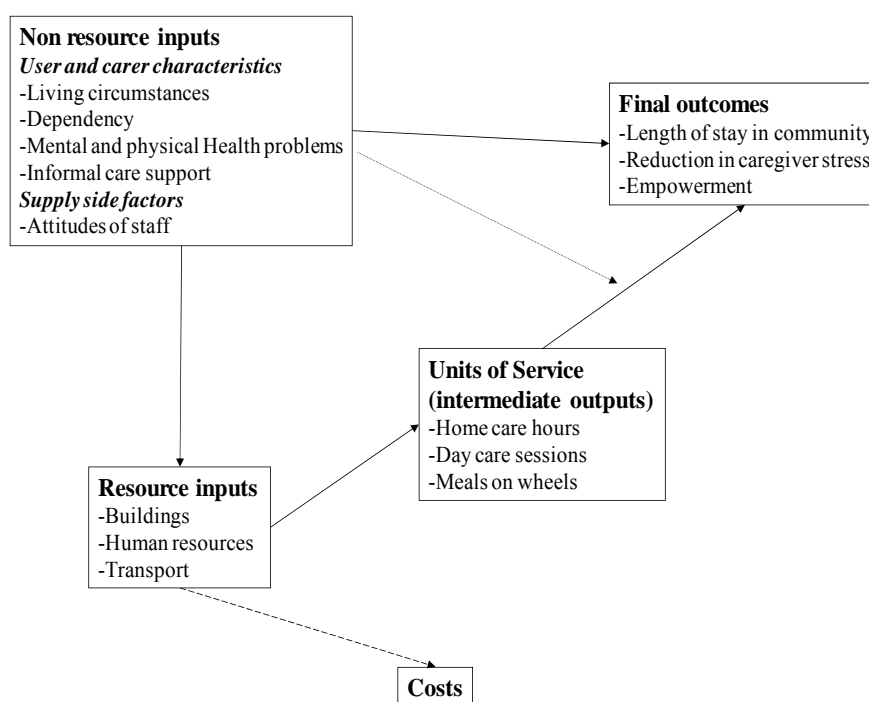 Non resource inputs
User and carer characteristics
-Living circumstances
-Dependency
-Mental and physical Health problems
-Informal care support
Supply side factors
-Attitudes of staff
Final outcomes
-Length of stay in community
-Reduction in caregiver stress
-Empowerment
Units of Service
(intermediate outputs)
-Home care hours
-Day care sessions
-Meals on wheels
Resource inputs
-Buildings
-Human resources
-Transport
Costs